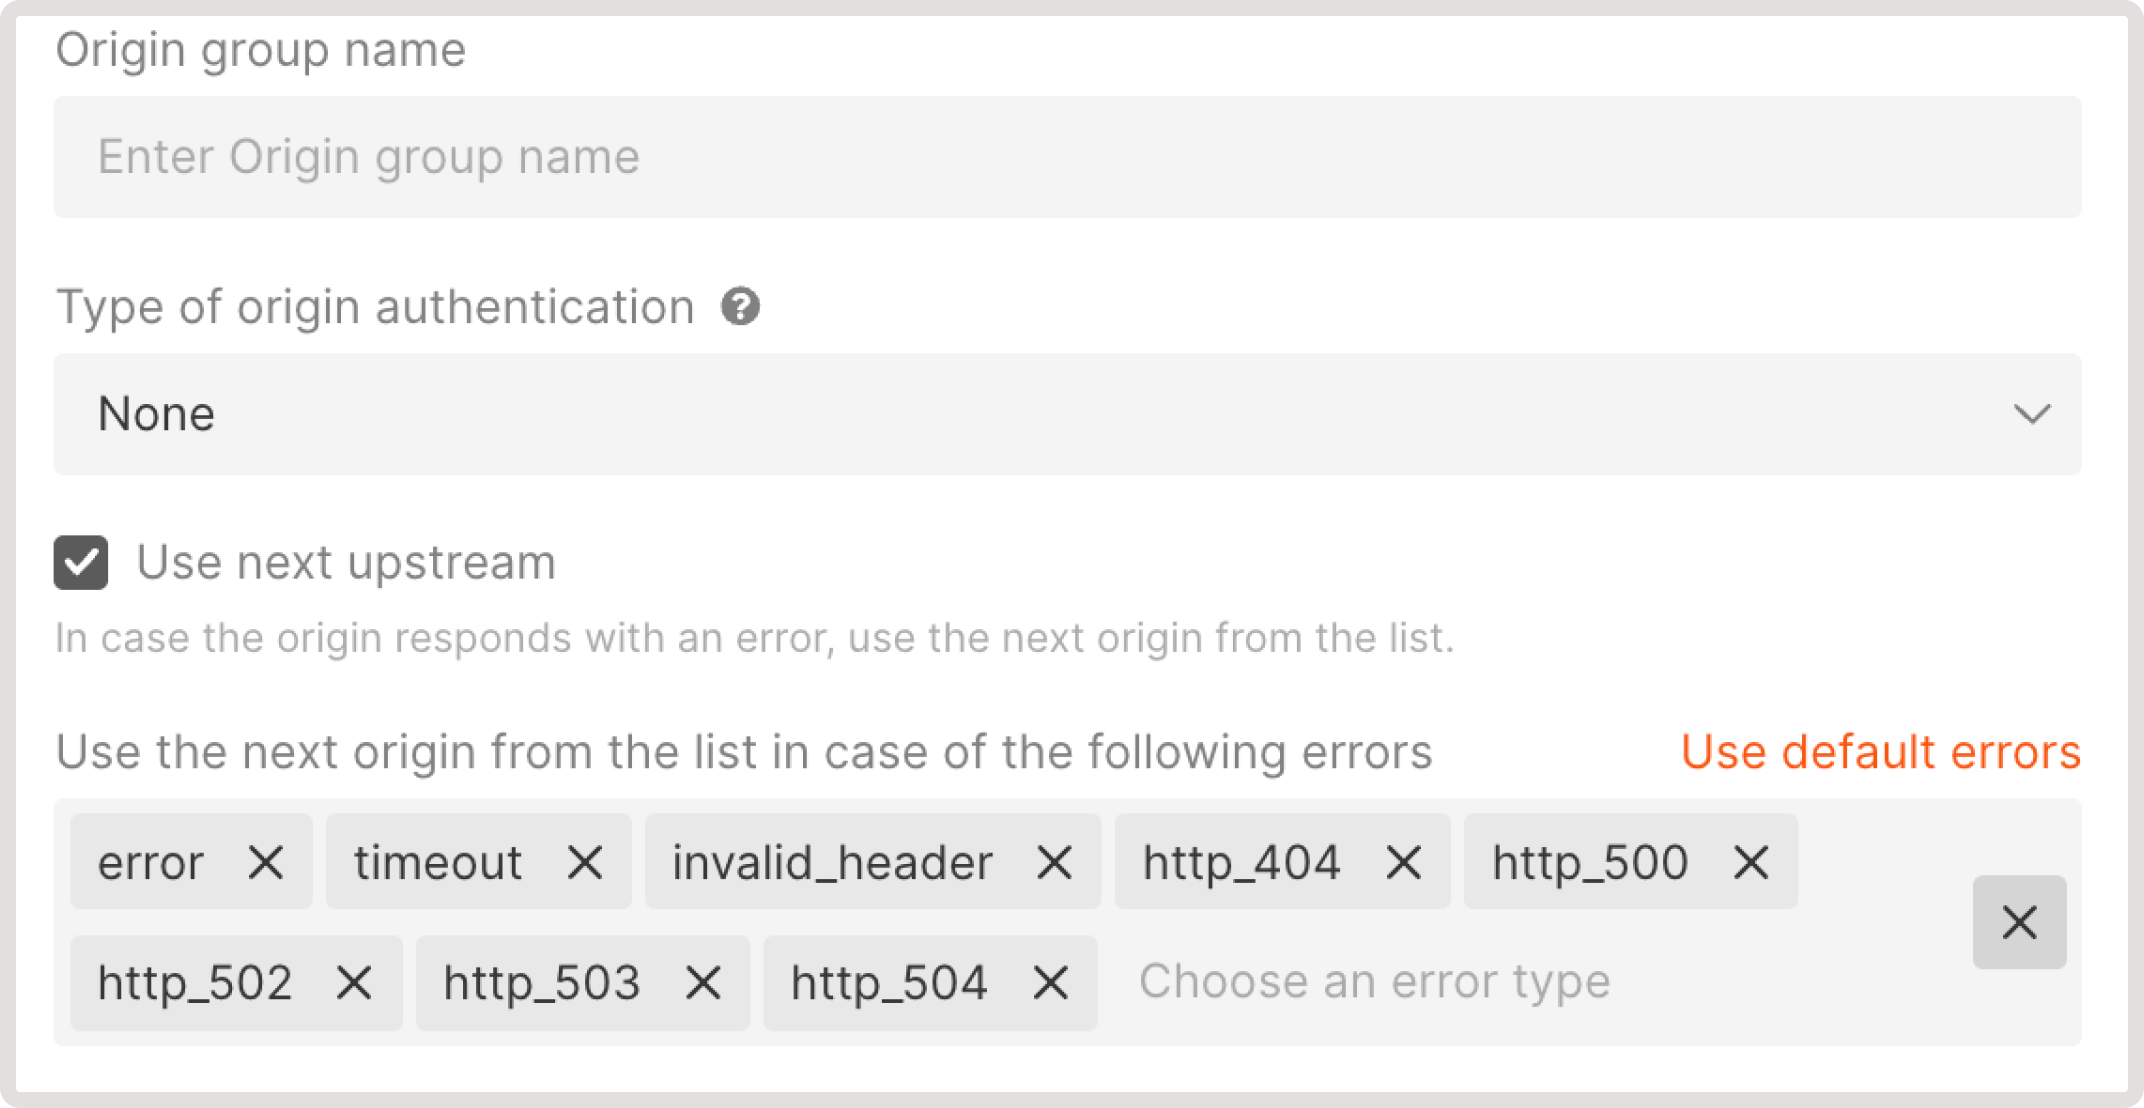 Origin group name
Enter Origin group name
Type of origin authentication ?
None
Use next upstream
In case the origin responds with an error, use the next origin from the list.
Use the next origin from the list in case of the following errors Use default errors
error timeout invalid_header http_404 http_500
http_502 http_503 http_504 Choose an error type